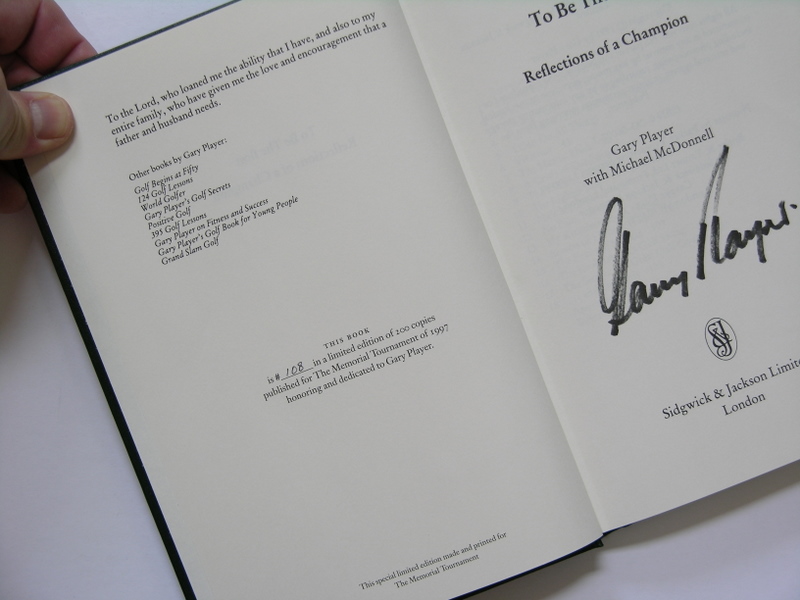 To the Lord, who loaned me the ability that I have, and also to my
entire family, who have given me the love and encouragement that a
father and husband needs.
Other books by Gary Player:
Golf Begins at Fifty
124 Golf Lessons
World Golfer
Gary Player's Golf Secrets
Positive Golf
395 Golf Lessons
Gary Player on Fitness and Success
Gary Player's Golf Book for Young People
Grand Slam Golf
THIS BOOK
is # 108 in a limited edition of 200 copies
published for The Memorial Tournament of 1997
honoring and dedicated to Gary Player.
This special limited edition made and printed for
The Memorial Tournament
To Be
Reflections of a Champion
Gary Player
with Michael McDonnell
Gary Player.
S&J
Sidgwick & Jackson Limite
London